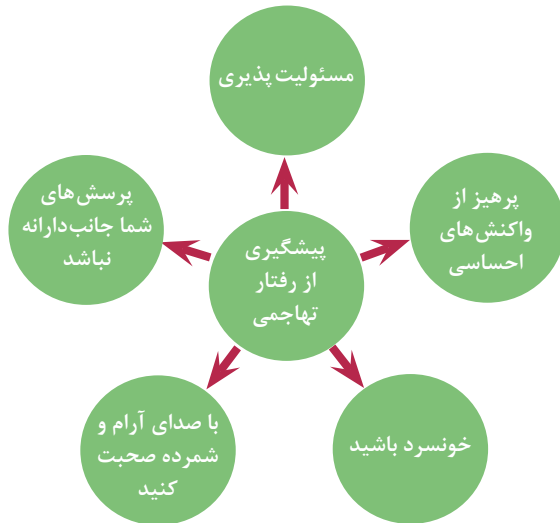 مسئولیت پذیری
پرهیز از
واکنش‌های
احساسی
پرسش‌های
شما جانب‌دارانه
نباشد
پیشگیری
از رفتار
تهاجمی
با صدای آرام و
شمرده صحبت
کنید
خونسرد باشید